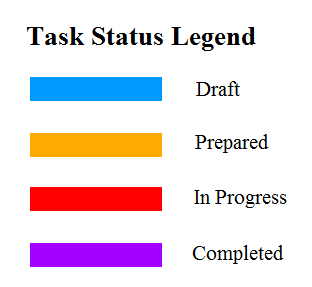 Task Status Legend
Draft
Prepared
In Progress
Completed